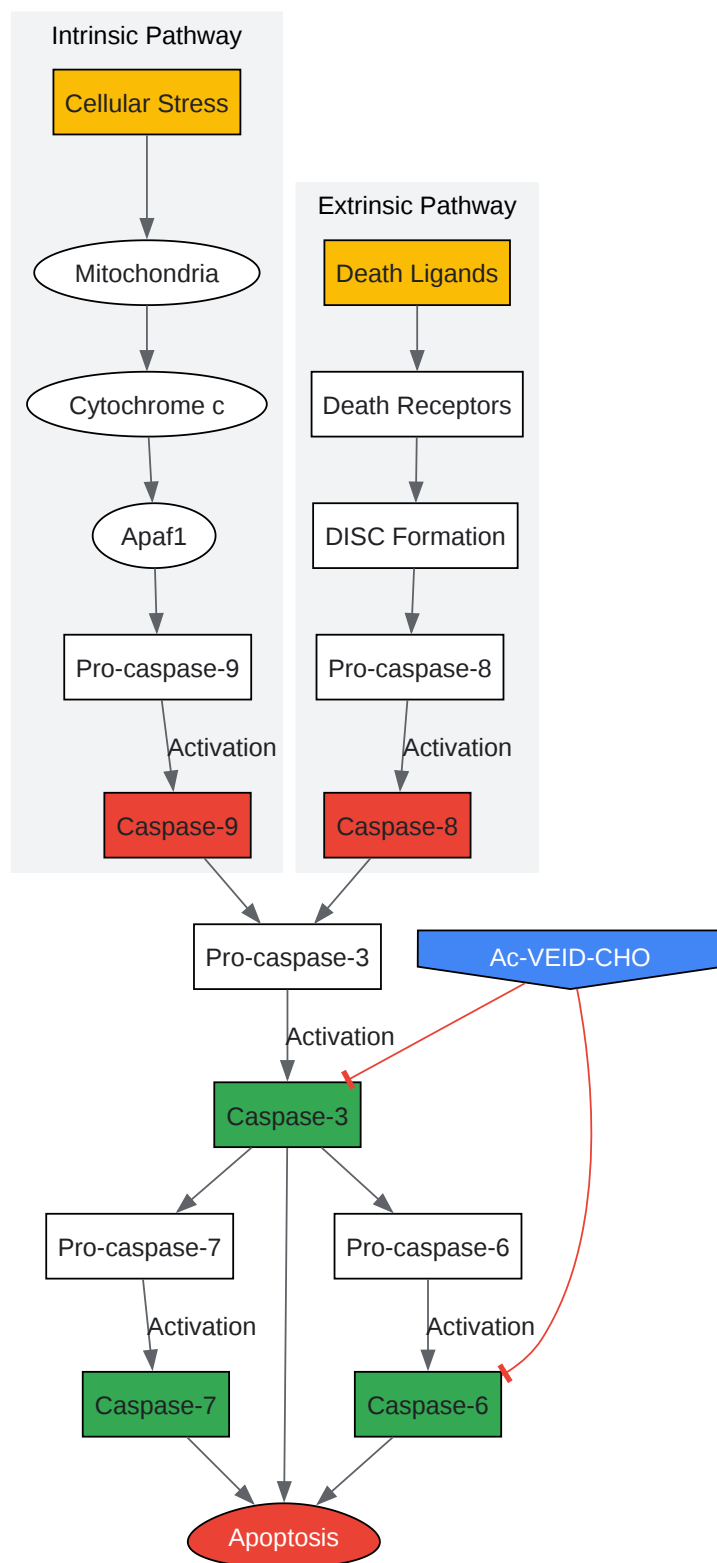 Intrinsic Pathway
Cellular Stress
Mitochondria
Cytochrome c
Apaf1
Pro-caspase-9
Activation
Caspase-9
Extrinsic Pathway
Death Ligands
Death Receptors
DISC Formation
Pro-caspase-8
Activation
Caspase-8
Pro-caspase-3
Ac-VEID-CHO
Activation
Caspase-3
Pro-caspase-7
Pro-caspase-6
Activation
Activation
Caspase-7
Caspase-6
Apoptosis